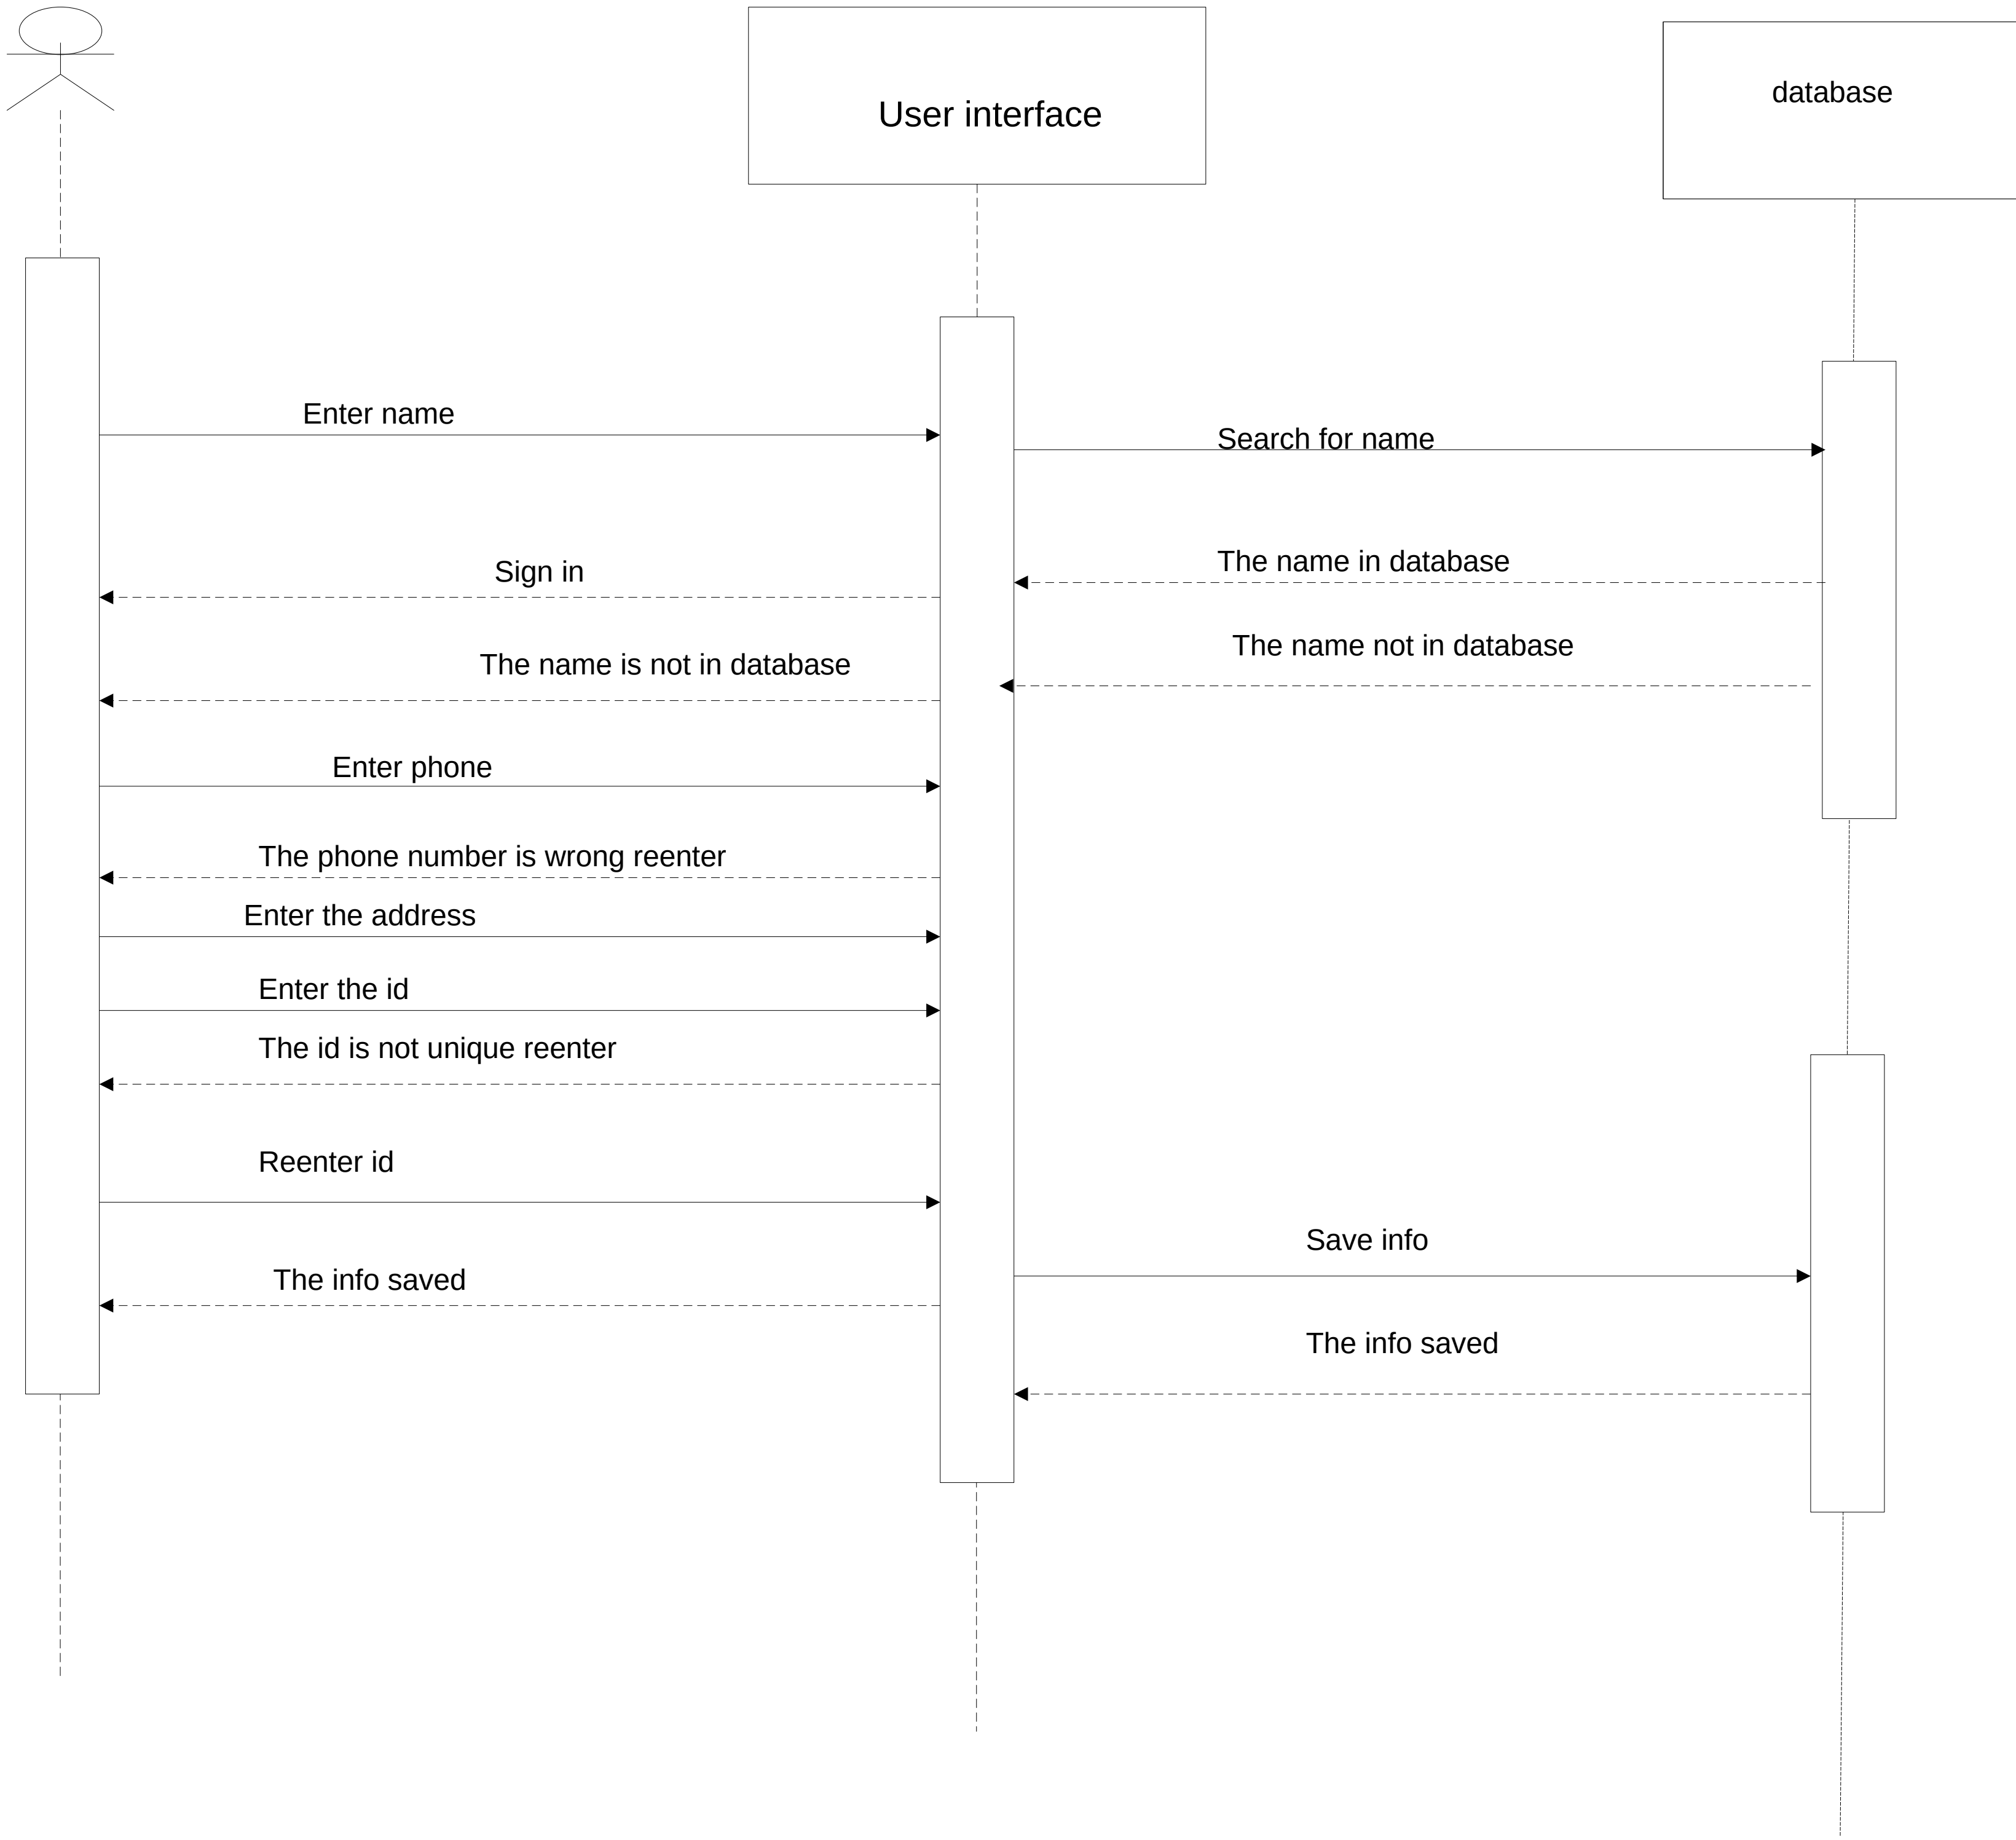 User interface
database
Enter name
Search for name
The name in database
Sign in
The name not in database
The name is not in database
Enter phone
The phone number is wrong reenter
Enter the address
Enter the id
The id is not unique reenter
Reenter id
Save info
The info saved
The info saved